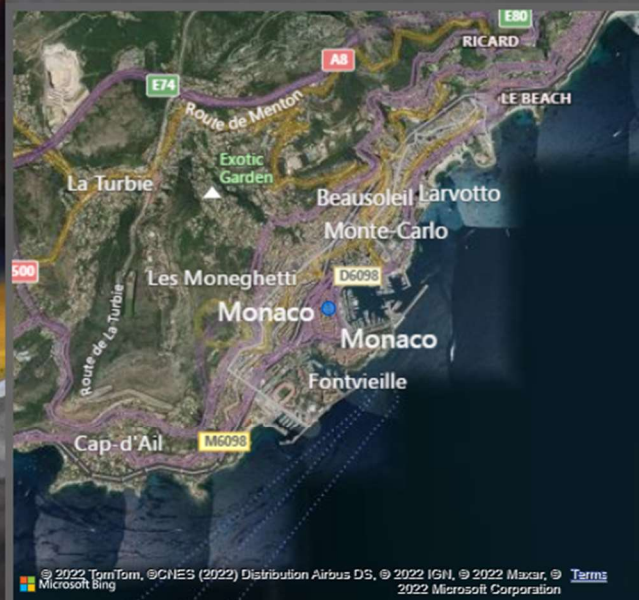 E80
RICARD
A8
E74
LE BEACH
Route de Menton
Exotic
Garden
La Turbie
Beausoleil
Larvotto
Monte-Carlo
500
Les Moneghetti
D6098
Monaco
Monaco
Route de La Turbie
Fontvieille
Cap-d'Ail
M6098
© 2022 TomTom, ©CNES (2022) Distribution Airbus DS, © 2022 IGN, © 2022 Maxar, © Terms
Microsoft Bing
2022 Microsoft Corporation